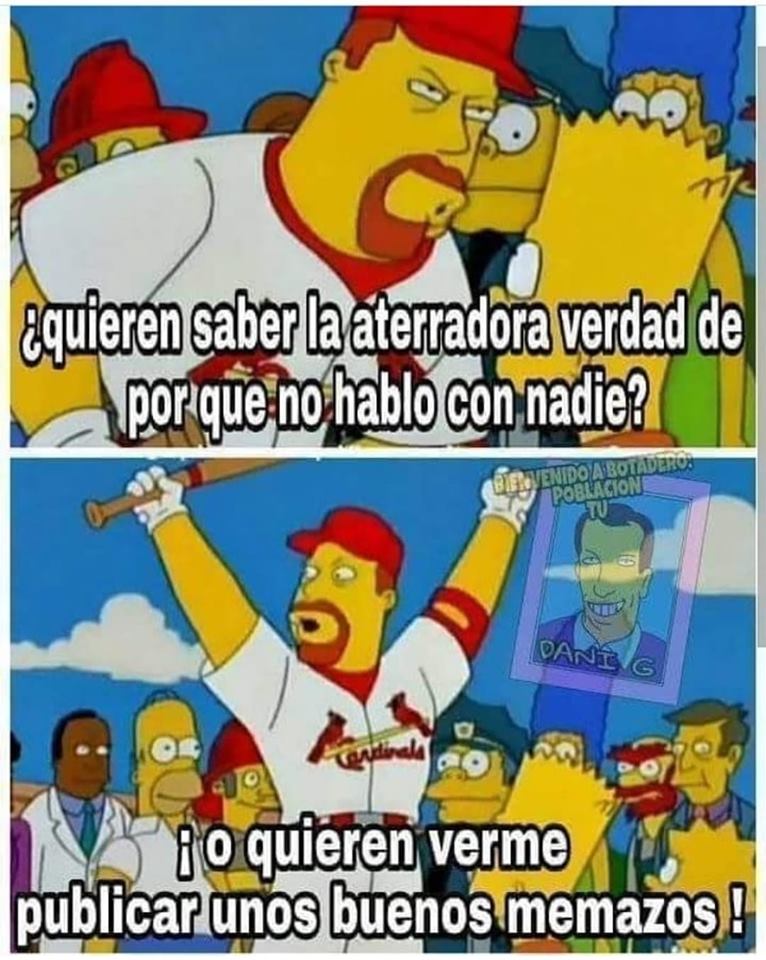 ¿quieren saber la aterradora verdad de
por que no hablo con nadie?
BIENVENIDO A BOTADERO:
POBLACION
TU
DANI G
Cardinals
¡ o quieren verme
publicar unos buenos memazos !